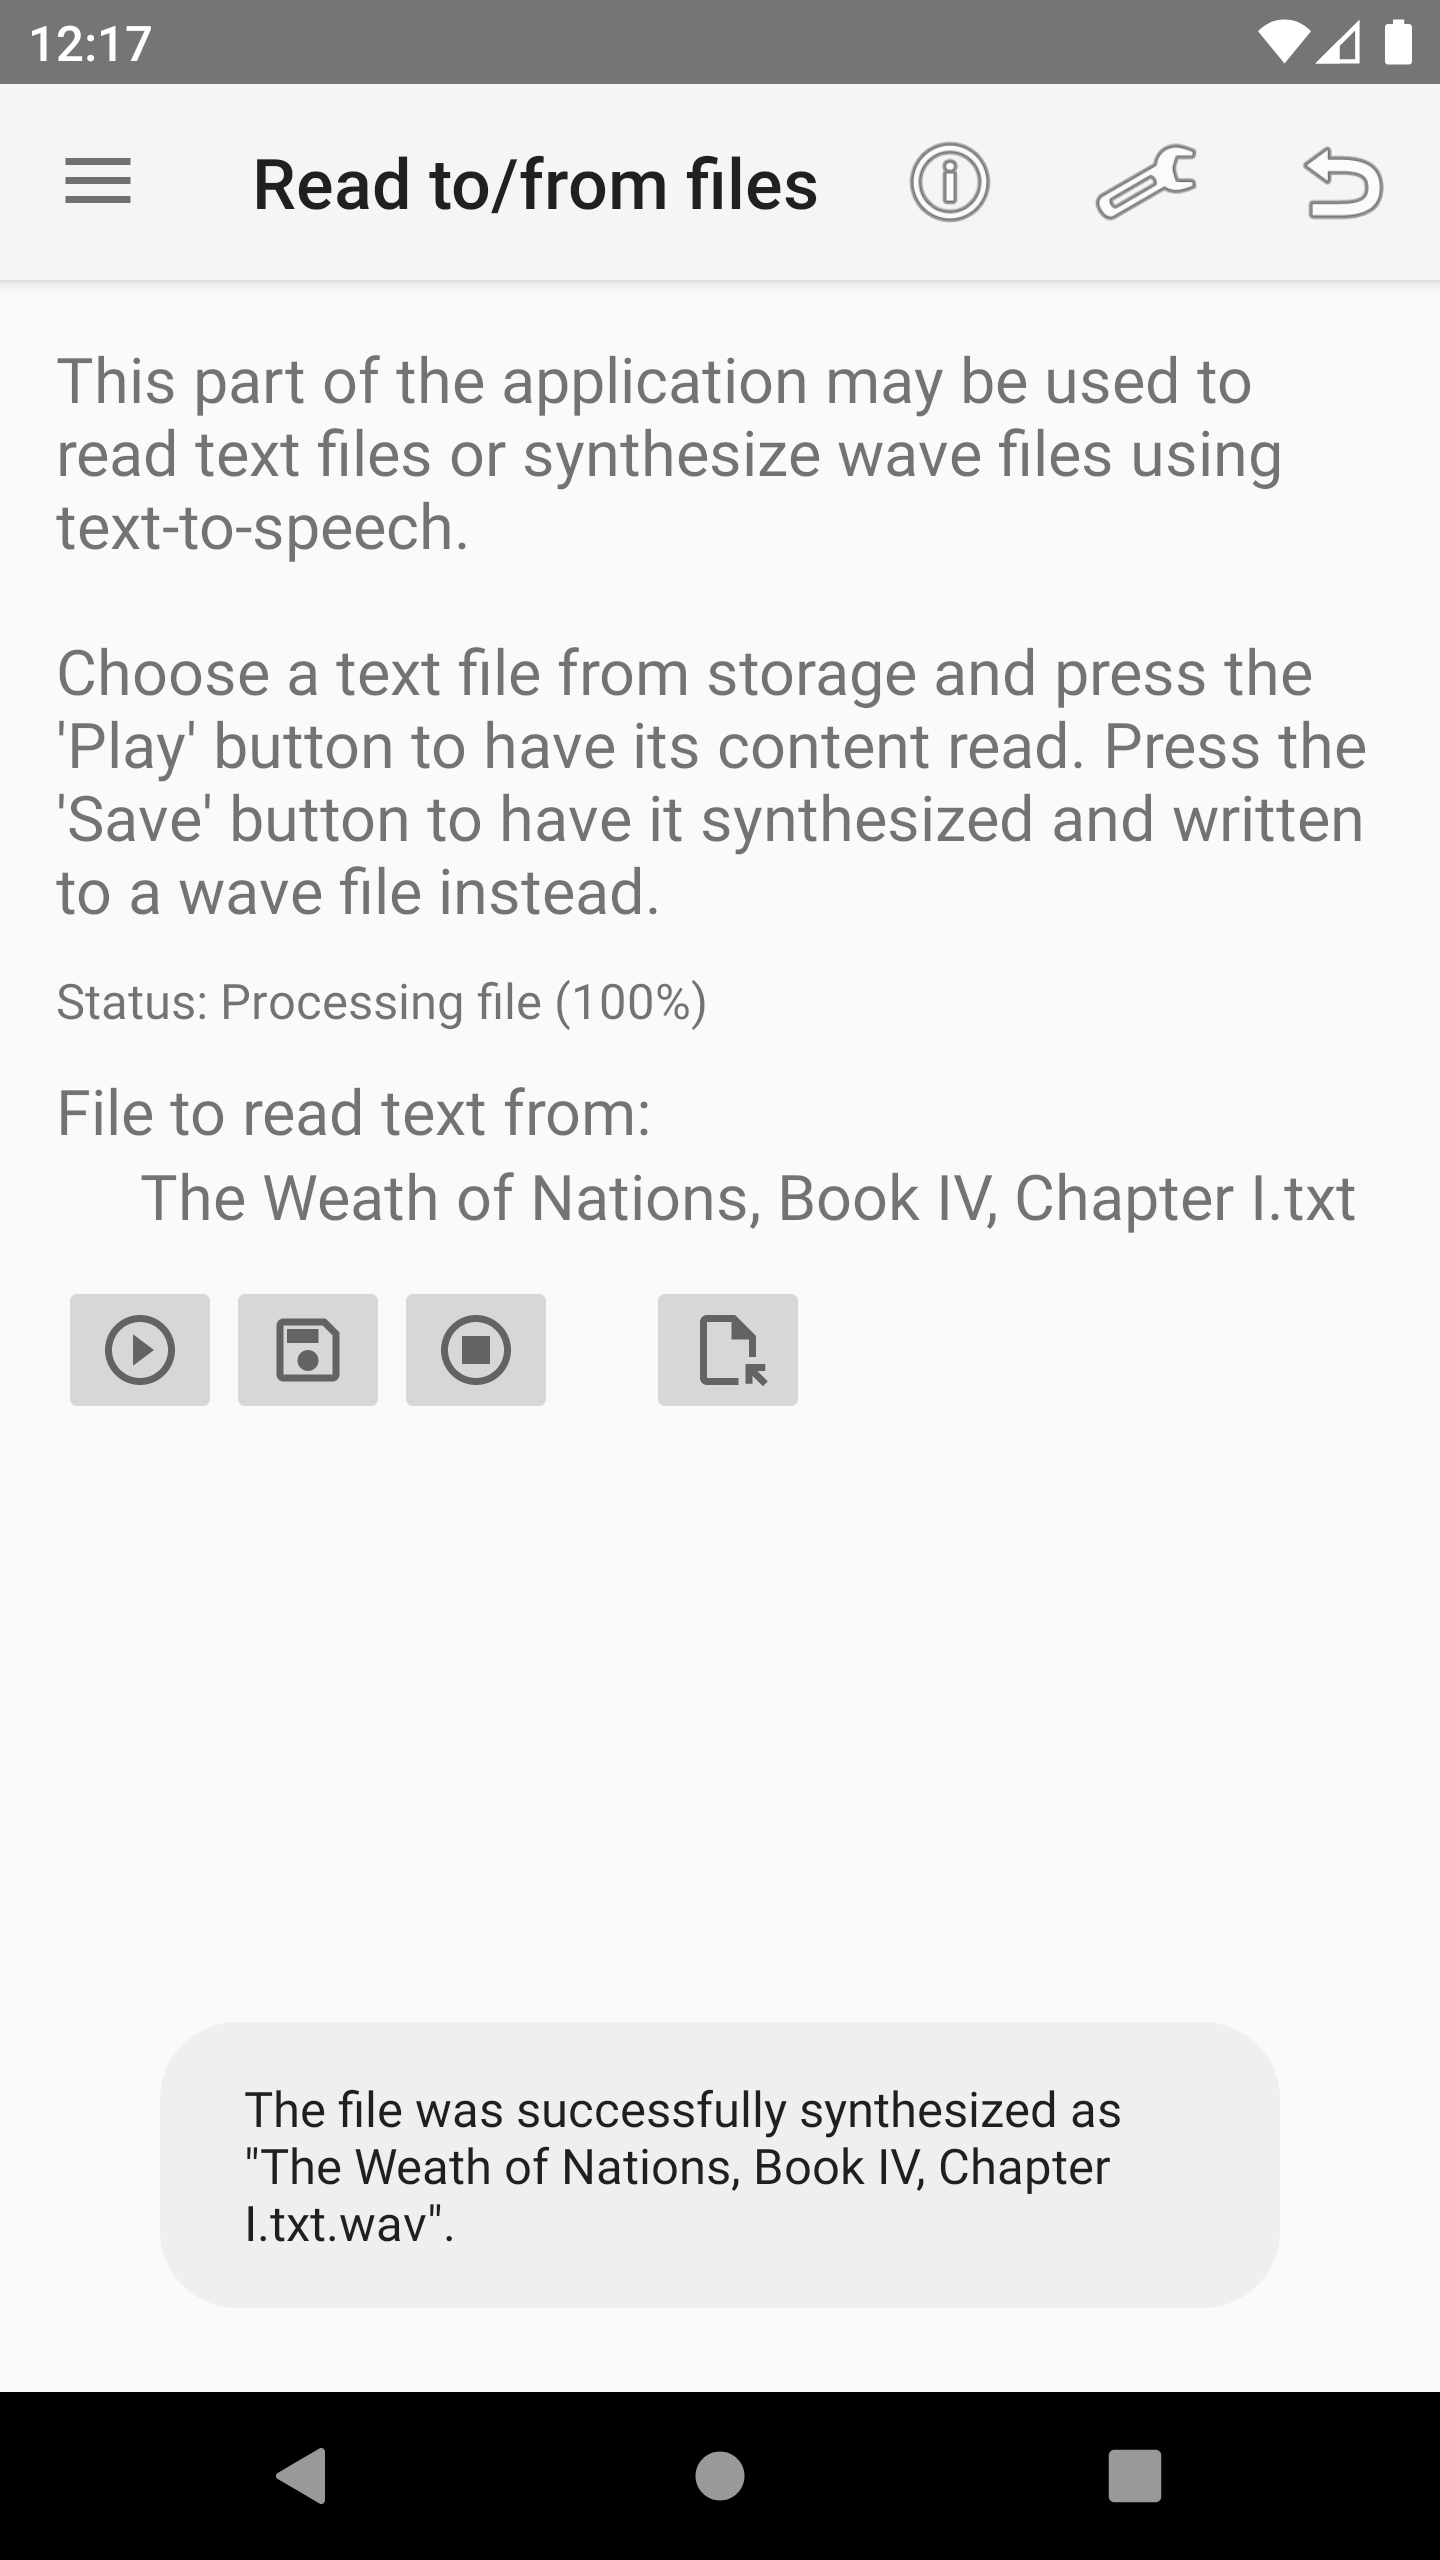 12:17
Read to/from files
This part of the application may be used to
read text files or synthesize wave files using
text-to-speech.
Choose a text file from storage and press the
'Play' button to have its content read. Press the
'Save' button to have it synthesized and written
to a wave file instead.
Status: Processing file (100%)
File to read text from:
The Weath of Nations, Book IV, Chapter I.txt
The file was successfully synthesized as
"The Weath of Nations, Book IV, Chapter
I.txt.wav".